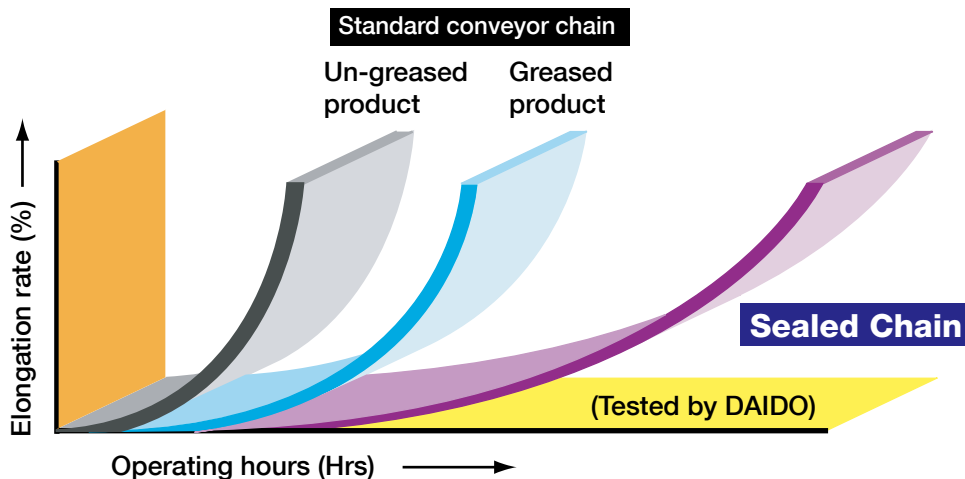 Standard conveyor chain
Un-greased
product
Greased
product
Elongation rate (%)
Sealed Chain
(Tested by DAIDO)
Operating hours (Hrs)